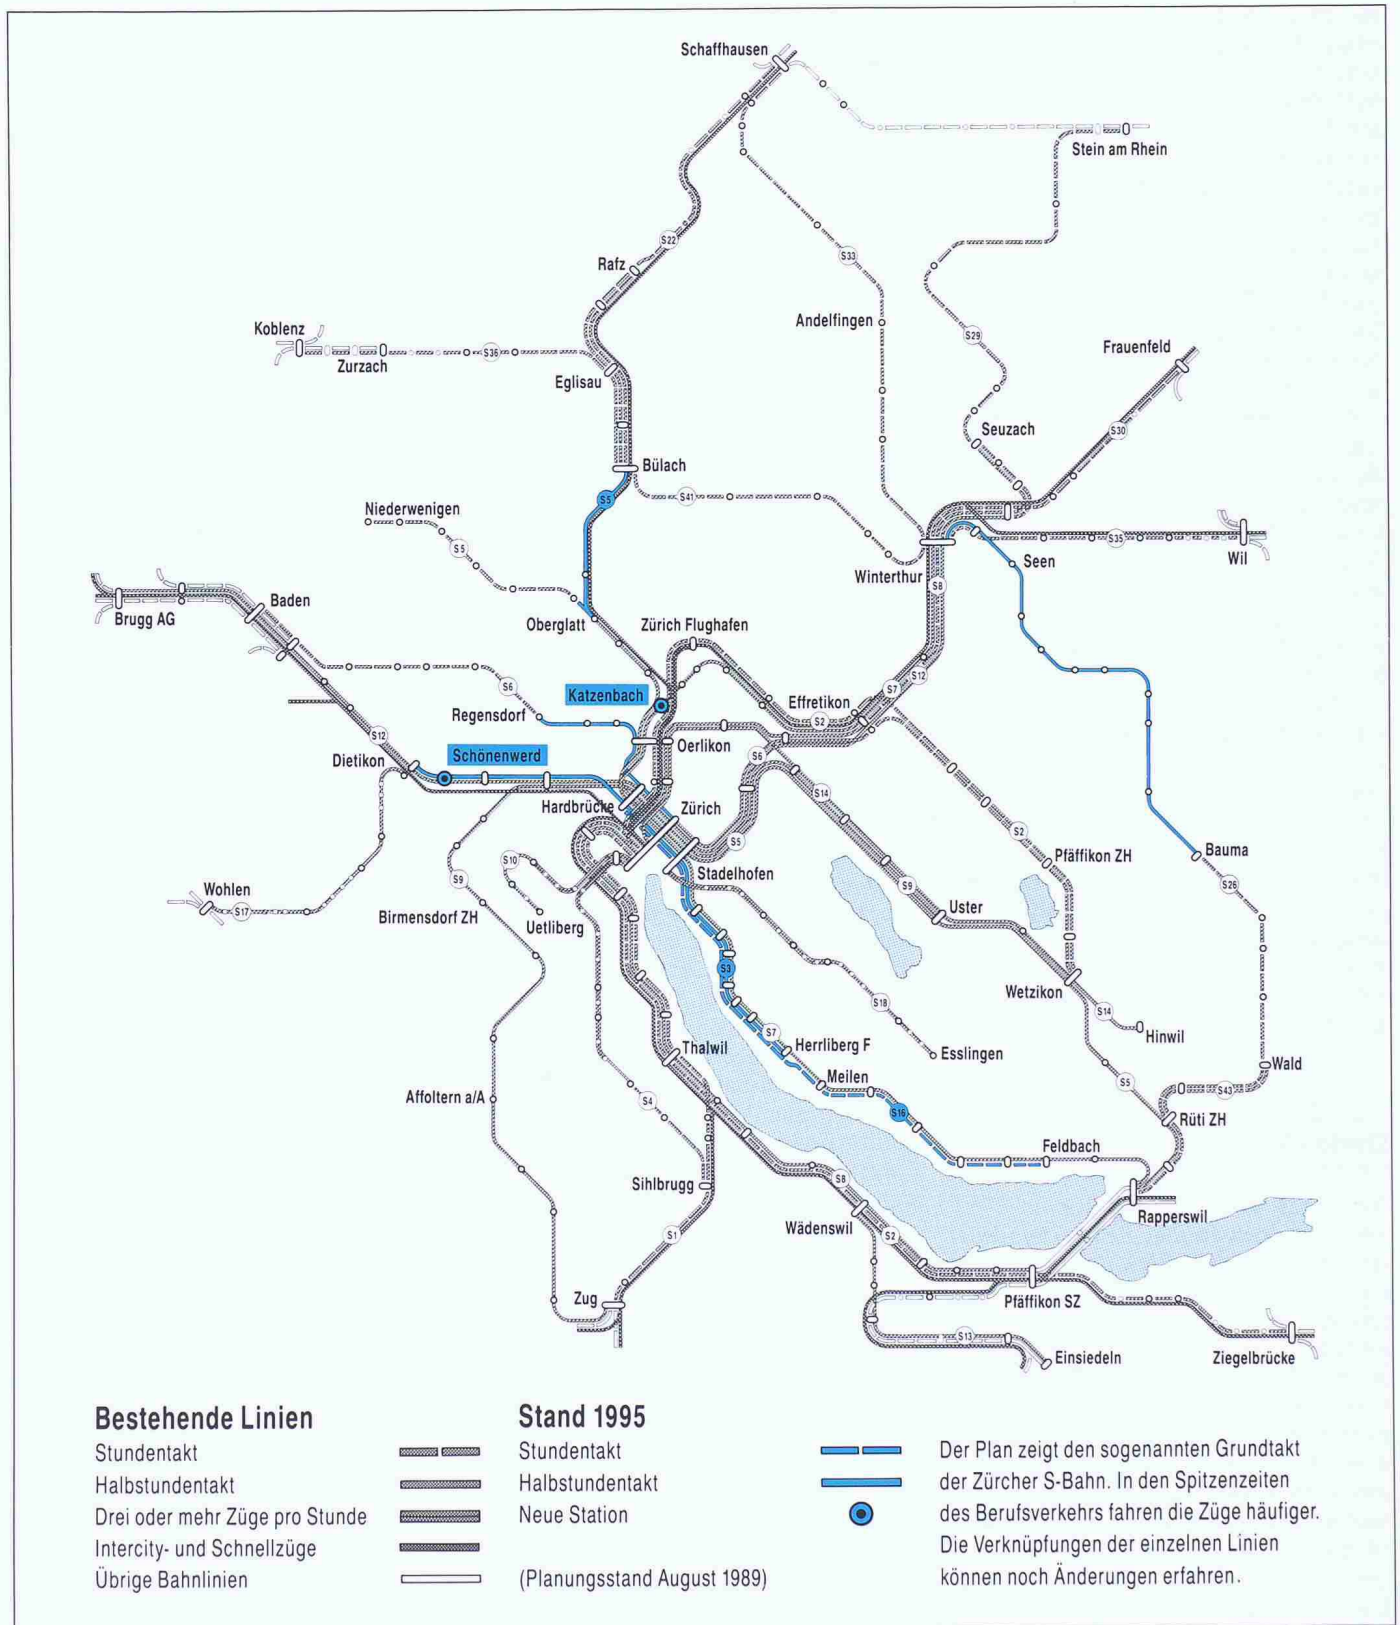 Schaffhausen
Stein am Rhein
S22
Rafz
S33
Andelfingen
Koblenz
Zurzach
S36
Eglisau
S29
Frauenfeld
Seuzach
S30
Bülach
S5
S41
Niederwenigen
S5
Winterthur
Seen
S35
Wil
S8
Baden
Brugg AG
Oberglatt
Zürich Flughafen
Katzenbach
S6
Regensdorf
Effretikon
S7
S12
S2
S12
Dietikon
Schönenwerd
Oerlikon
S6
S14
Hardbrücke
Zürich
S5
S2
Pfäffikon ZH
Bauma
S10
Stadelhofen
S9
S26
Wohlen
S17
S9
Birmensdorf ZH
Uetliberg
Uster
S3
Wetzikon
S18
S14
Hinwil
S7
Herrliberg F
Esslingen
Thalwil
Meilen
Wald
S5
S43
Affoltern a/A
S4
S16
Rüti ZH
Feldbach
Sihlbrugg
S8
Rapperswil
Wädenswil
S1
S2
Zug
Pfäffikon SZ
S13
Einsiedeln
Ziegelbrücke
Bestehende Linien
Stundentakt
Halbstundentakt
Drei oder mehr Züge pro Stunde
Intercity- und Schnellzüge
Übrige Bahnlinien
Stand 1995
Stundentakt
Halbstundentakt
Neue Station
(Planungsstand August 1989)
Der Plan zeigt den sogenannten Grundtakt
der Zürcher S-Bahn. In den Spitzenzeiten
des Berufsverkehrs fahren die Züge häufiger.
Die Verknüpfungen der einzelnen Linien
können noch Änderungen erfahren.